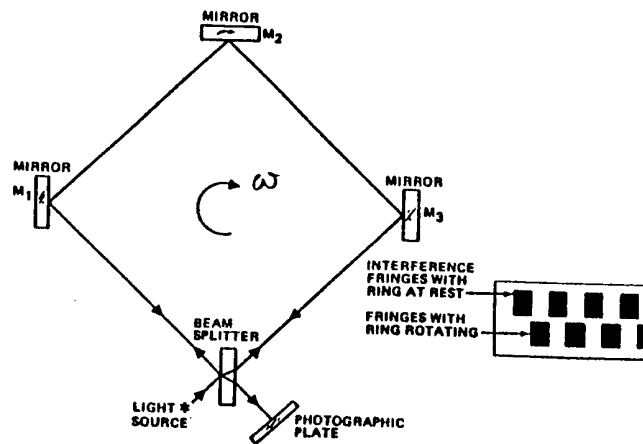 MIRROR
M2
MIRROR
M1
ω
MIRROR
M3
INTERFERENCE
FRINGES WITH
RING AT REST
FRINGES WITH
RING ROTATING
BEAM
SPLITTER
LIGHT *
SOURCE
PHOTOGRAPHIC
PLATE